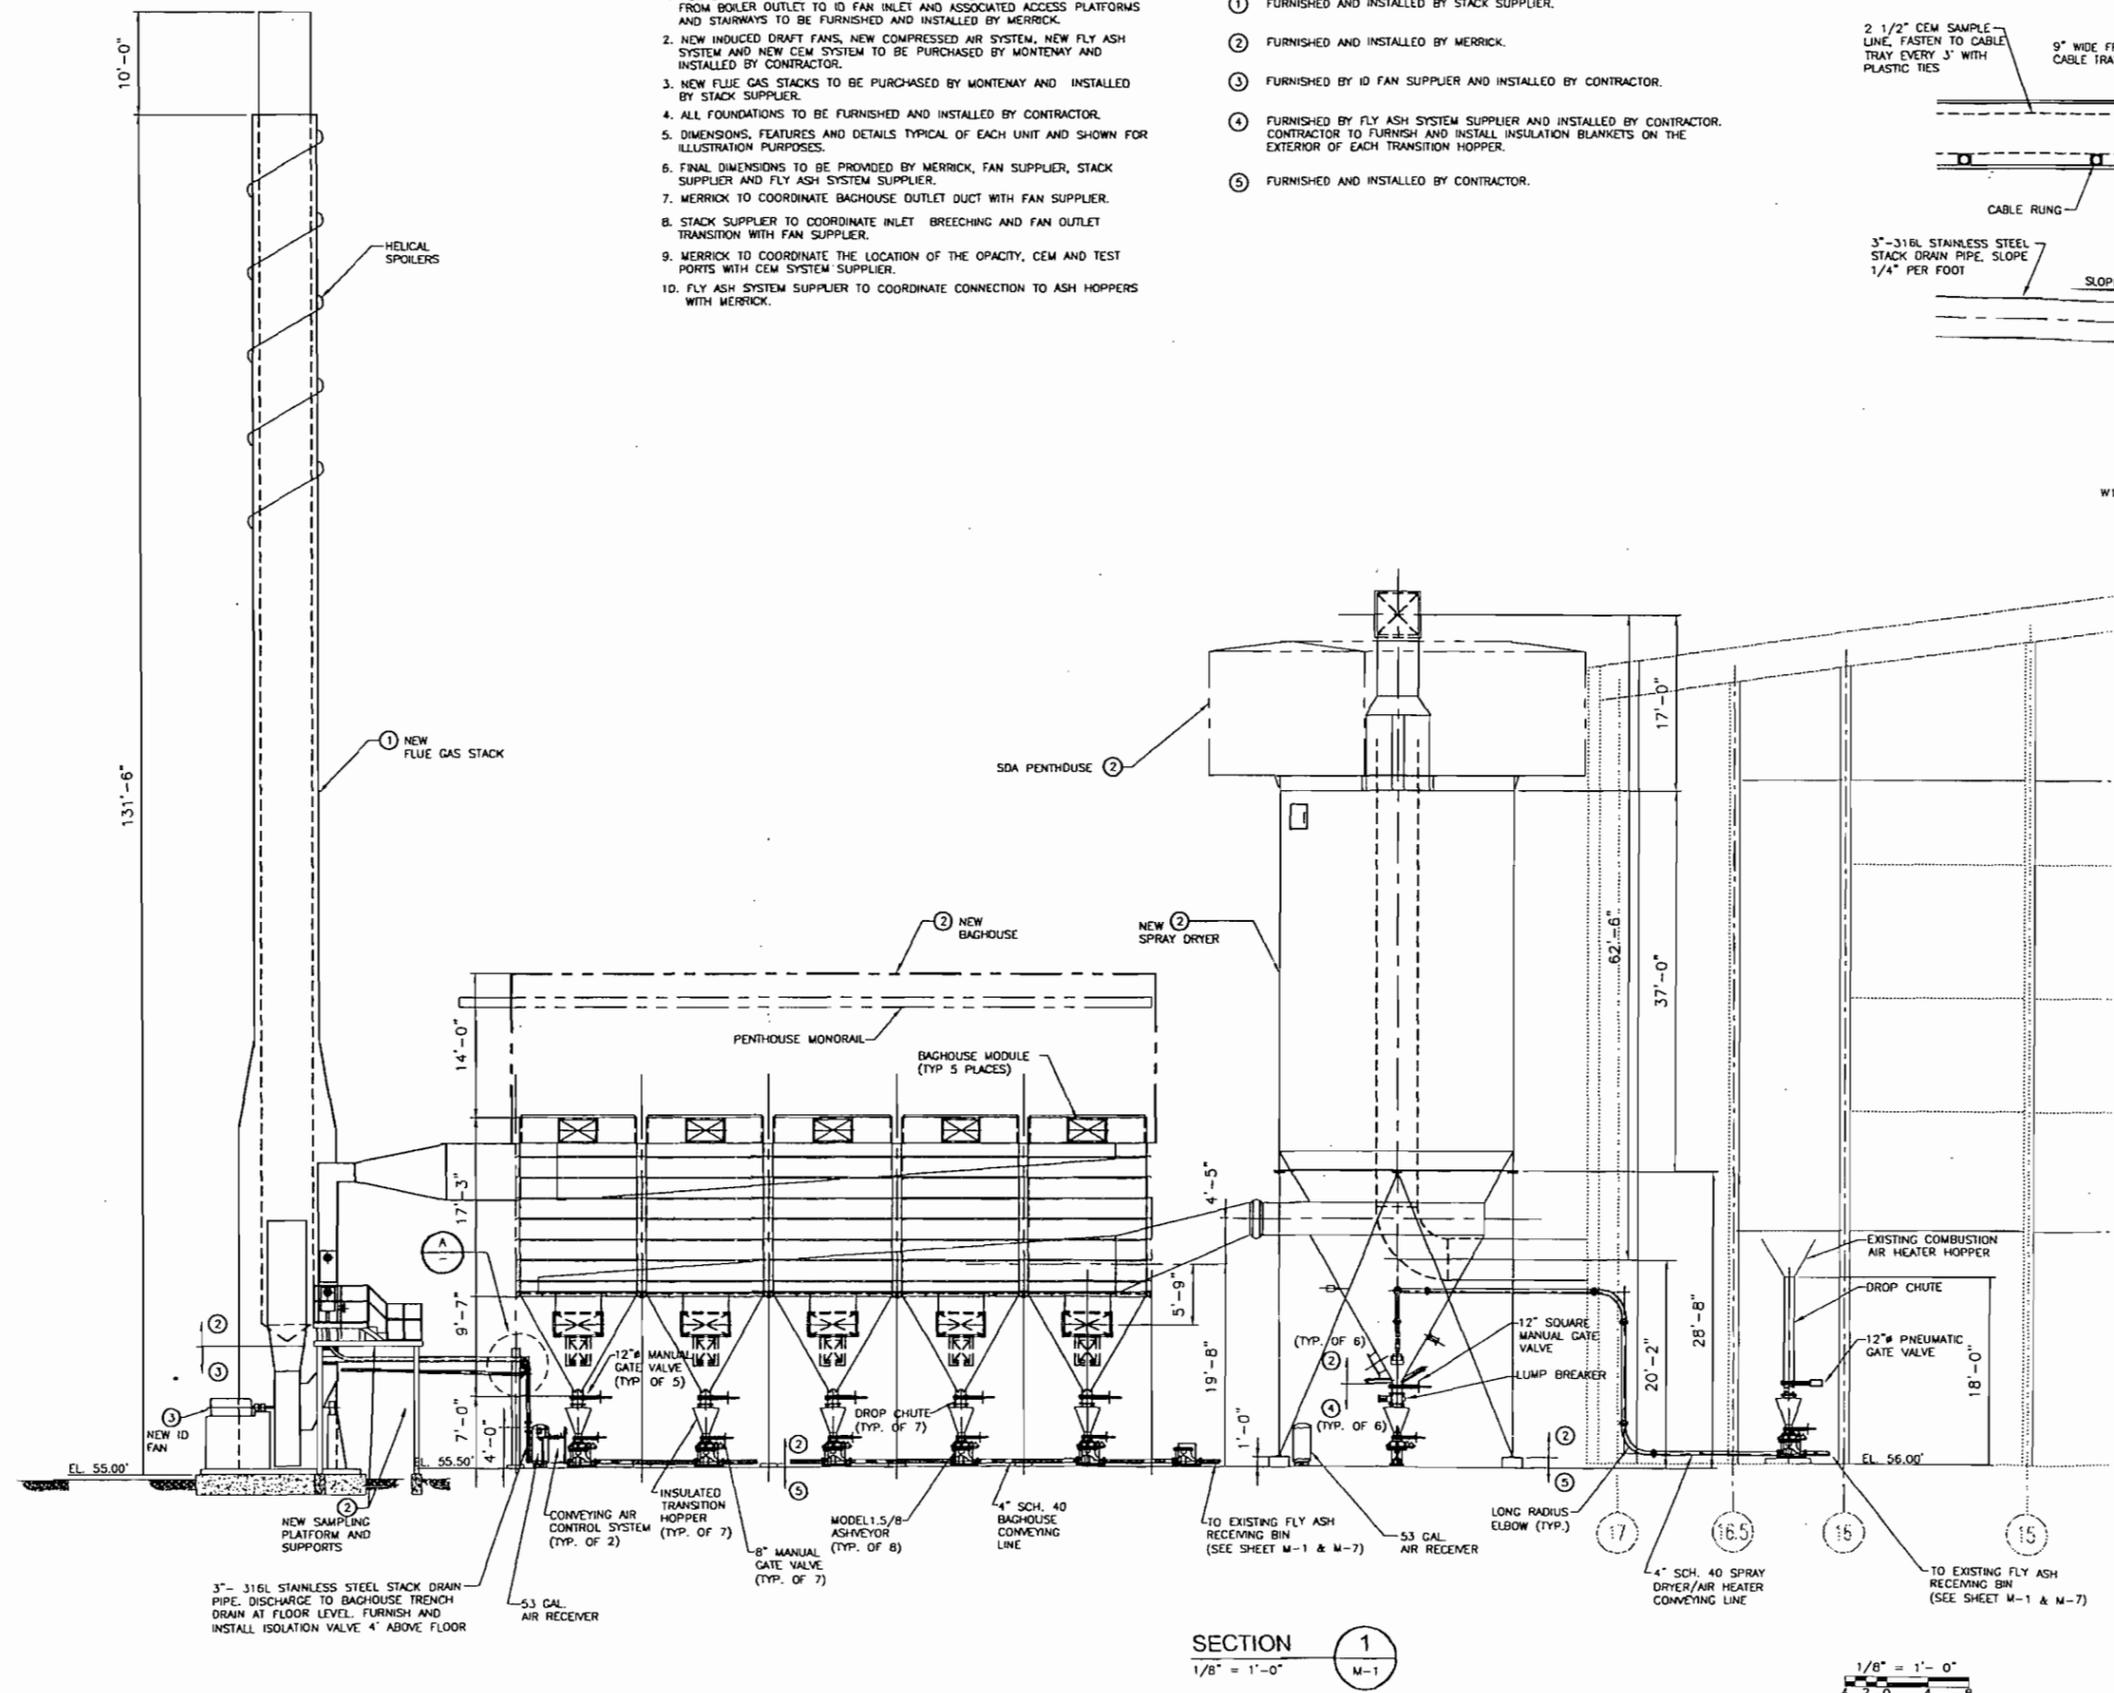 FROM BOILER OUTLET TO ID FAN INLET AND ASSOCIATED ACCESS PLATFORMS
AND STAIRWAYS TO BE FURNISHED AND INSTALLED BY MERRICK.
2. NEW INDUCED DRAFT FANS, NEW COMPRESSED AIR SYSTEM, NEW FLY ASH
SYSTEM AND NEW CEM SYSTEM TO BE PURCHASED BY MONTENAY AND
INSTALLED BY CONTRACTOR.
3. NEW FLUE GAS STACKS TO BE PURCHASED BY MONTENAY AND INSTALLED
BY STACK SUPPLIER.
4. ALL FOUNDATIONS TO BE FURNISHED AND INSTALLED BY CONTRACTOR.
5. DIMENSIONS, FEATURES AND DETAILS TYPICAL OF EACH UNIT AND SHOWN FOR
ILLUSTRATION PURPOSES.
6. FINAL DIMENSIONS TO BE PROVIDED BY MERRICK, FAN SUPPLIER, STACK
SUPPLIER AND FLY ASH SYSTEM SUPPLIER.
7. MERRICK TO COORDINATE BAGHOUSE OUTLET DUCT WITH FAN SUPPLIER.
8. STACK SUPPLIER TO COORDINATE INLET BREECHING AND FAN OUTLET
TRANSITION WITH FAN SUPPLIER.
9. MERRICK TO COORDINATE THE LOCATION OF THE OPACITY, CEM AND TEST
PORTS WITH CEM SYSTEM SUPPLIER.
10. FLY ASH SYSTEM SUPPLIER TO COORDINATE CONNECTION TO ASH HOPPERS
WITH MERRICK.
1 FURNISHED AND INSTALLED BY STACK SUPPLIER.
2 FURNISHED AND INSTALLED BY MERRICK.
3 FURNISHED BY ID FAN SUPPLIER AND INSTALLED BY CONTRACTOR.
4 FURNISHED BY FLY ASH SYSTEM SUPPLIER AND INSTALLED BY CONTRACTOR.
CONTRACTOR TO FURNISH AND INSTALL INSULATION BLANKETS ON THE
EXTERIOR OF EACH TRANSITION HOPPER.
5 FURNISHED AND INSTALLED BY CONTRACTOR.
2 1/2" CEM SAMPLE
LINE, FASTEN TO CABLE
TRAY EVERY 3' WITH
PLASTIC TIES
9" WIDE
CABLE
CABLE RUNG
3"-316L STAINLESS STEEL
STACK DRAIN PIPE, SLOPE
1/4" PER FOOT
10'-0"
131'-6"
HELICAL
SPOILERS
1 NEW
FLUE GAS STACK
SDA PENTHOUSE 2
2 NEW
BAGHOUSE
NEW 2
SPRAY DRYER
PENTHOUSE MONORAIL
BAGHOUSE MODULE
(TYP 5 PLACES)
14'-0"
17'-3"
9'-7"
7'-0"
4'-0"
A
4'-5"
5'-9"
19'-8"
1'-0"
17'-0"
62'-6"
37'-0"
28'-8"
20'-2"
18'-0"
EXISTING COMBUSTION
AIR HEATER HOPPER
DROP CHUTE
12"ø PNEUMATIC
GATE VALVE
12" SQUARE
MANUAL GATE
VALVE
LUMP BREAKER
(TYP. OF 6)
2
4
(TYP. OF 6)
12"ø MANUAL
GATE VALVE
(TYP OF 5)
DROP CHUTE
(TYP. OF 7)
2
3
3
NEW ID
FAN
EL. 55.00'
EL. 55.50'
EL. 56.00'
2
5
2
5
2
NEW SAMPLING
PLATFORM AND
SUPPORTS
CONVEYING AIR
CONTROL SYSTEM
(TYP. OF 2)
INSULATED
TRANSITION
HOPPER
(TYP. OF 7)
8" MANUAL
GATE VALVE
(TYP. OF 7)
MODEL1.5/8
ASHVEYOR
(TYP. OF 8)
4" SCH. 40
BAGHOUSE
CONVEYING
LINE
TO EXISTING FLY ASH
RECEIVING BIN
(SEE SHEET M-1 & M-7)
53 GAL.
AIR RECEIVER
LONG RADIUS
ELBOW (TYP.)
17
16.5
16
15
4" SCH. 40 SPRAY
DRYER/AIR HEATER
CONVEYING LINE
TO EXISTING FLY ASH
RECEIVING BIN
(SEE SHEET M-1 & M-7)
3"- 316L STAINLESS STEEL STACK DRAIN
PIPE. DISCHARGE TO BAGHOUSE TRENCH
DRAIN AT FLOOR LEVEL. FURNISH AND
INSTALL ISOLATION VALVE 4' ABOVE FLOOR
53 GAL.
AIR RECEIVER
SECTION 1
1/8" = 1'-0" M-1
1/8" = 1'- 0"